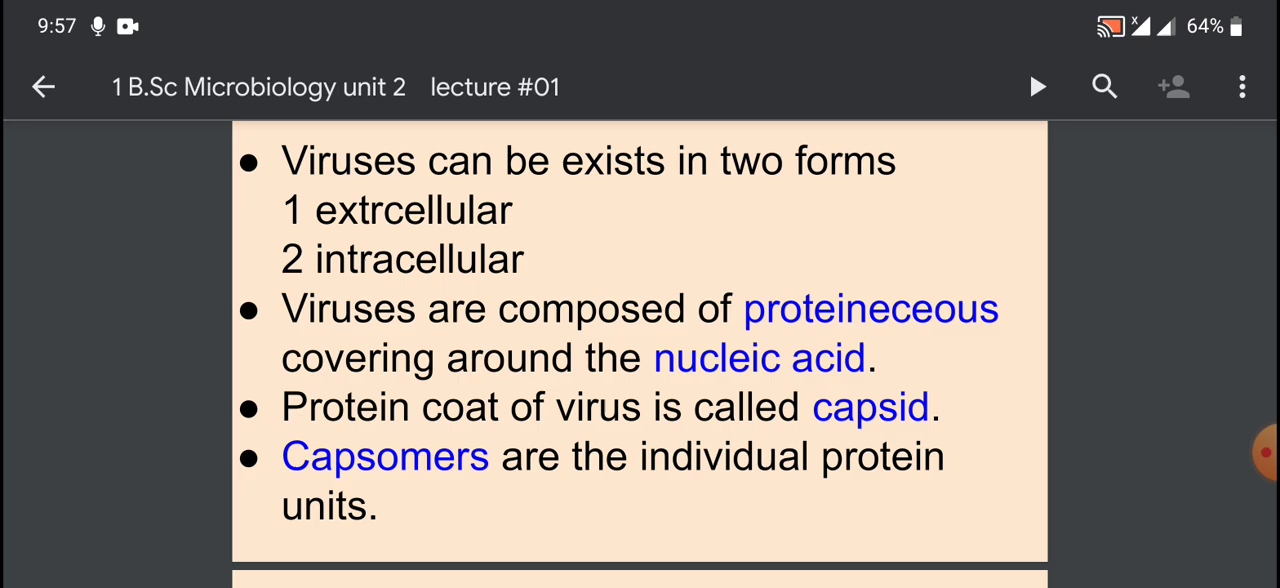 9:57 64%
1 B.Sc Microbiology unit 2 lecture #01
● Viruses can be exists in two forms
1 extrcellular
2 intracellular
● Viruses are composed of proteineceous
covering around the nucleic acid.
● Protein coat of virus is called capsid.
● Capsomers are the individual protein
units.